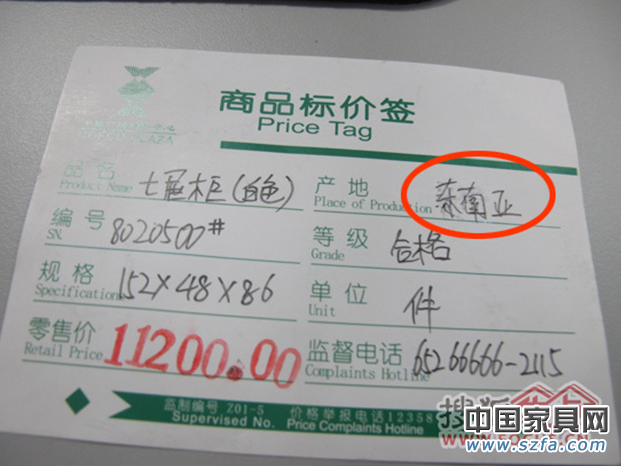 商品标价签
Price Tag
品名 七屉柜(白色) 产地 东南亚
Product Name Place of Production
编号 8020500# 等级 合格
SN. Grade
规格 152×48×86 单位 件
Specification Unit
零售价 11200.00 监督电话 65266666-2115
Retail Price Complaints Hotline
监制编号 Z01-5 价格举报电话12358
Supervised No. Price Complaints Hotline
搜狐
中国家具网
www.szfa.com